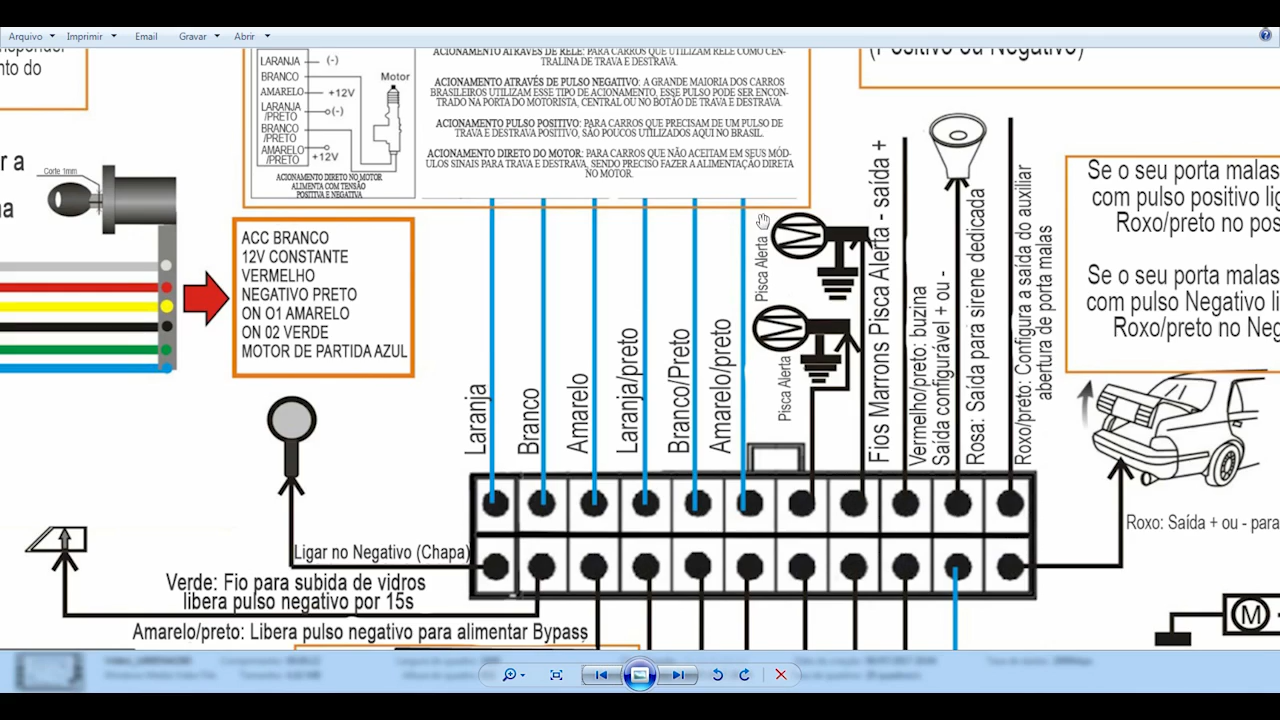 Arquivo
Imprimir
Email
Gravar
Abrir
nto do
LARANJA
(-)
BRANCO
AMARELO
+12V
LARANJA
/PRETO
(-)
BRANCO
/PRETO
AMARELO
/PRETO
+12V
Motor
ACIONAMENTO DIRETO NO MOTOR
ALIMENTA COM TENSÃO
POSITIVA E NEGATIVA
ACIONAMENTO ATRAVÉS DE RELÉ: PARA CARROS QUE UTILIZAM RELÉ COMO CEN-
TRALINA DE TRAVA E DESTRAVA.
ACIONAMENTO ATRAVÉS DE PULSO NEGATIVO: A GRANDE MAIORIA DOS CARROS
BRASILEIROS UTILIZAM ESSE TIPO DE ACIONAMENTO, ESSE PULSO PODE SER ENCON-
TRADO NA PORTA DO MOTORISTA, CENTRAL OU NO BOTÃO DE TRAVA E DESTRAVA.
ACIONAMENTO PULSO POSITIVO: PARA CARROS QUE PRECISAM DE UM PULSO DE
TRAVA E DESTRAVA POSITIVO, SÃO POUCOS UTILIZADOS AQUI NO BRASIL.
ACIONAMENTO DIRETO DO MOTOR: PARA CARROS QUE NÃO ACEITAM EM SEUS MÓD-
ULOS SINAIS PARA TRAVA E DESTRAVA, SENDO PRECISO FAZER A ALIMENTAÇÃO DIRETA
NO MOTOR.
(Positivo ou Negativo)
r a
na
Corte 1mm
ACC BRANCO
12V CONSTANTE
VERMELHO
NEGATIVO PRETO
ON O1 AMARELO
ON 02 VERDE
MOTOR DE PARTIDA AZUL
Laranja
Branco
Amarelo
Laranja/preto
Branco/Preto
Amarelo/preto
Pisca Alerta
Pisca Alerta
Fios Marrons Pisca Alerta - saída +
Vermelho/preto: buzina
Saída configurável + ou -
Rosa: Saída para sirene dedicada
Roxo/preto: Configura a saída do auxiliar
abertura de porta malas
Se o seu porta malas
com pulso positivo lig
Roxo/preto no pos
Se o seu porta malas
com pulso Negativo li
Roxo/preto no Neg
Roxo: Saída + ou - para
Ligar no Negativo (Chapa)
Verde: Fio para subida de vidros
libera pulso negativo por 15s
Amarelo/preto: Libera pulso negativo para alimentar Bypass
M